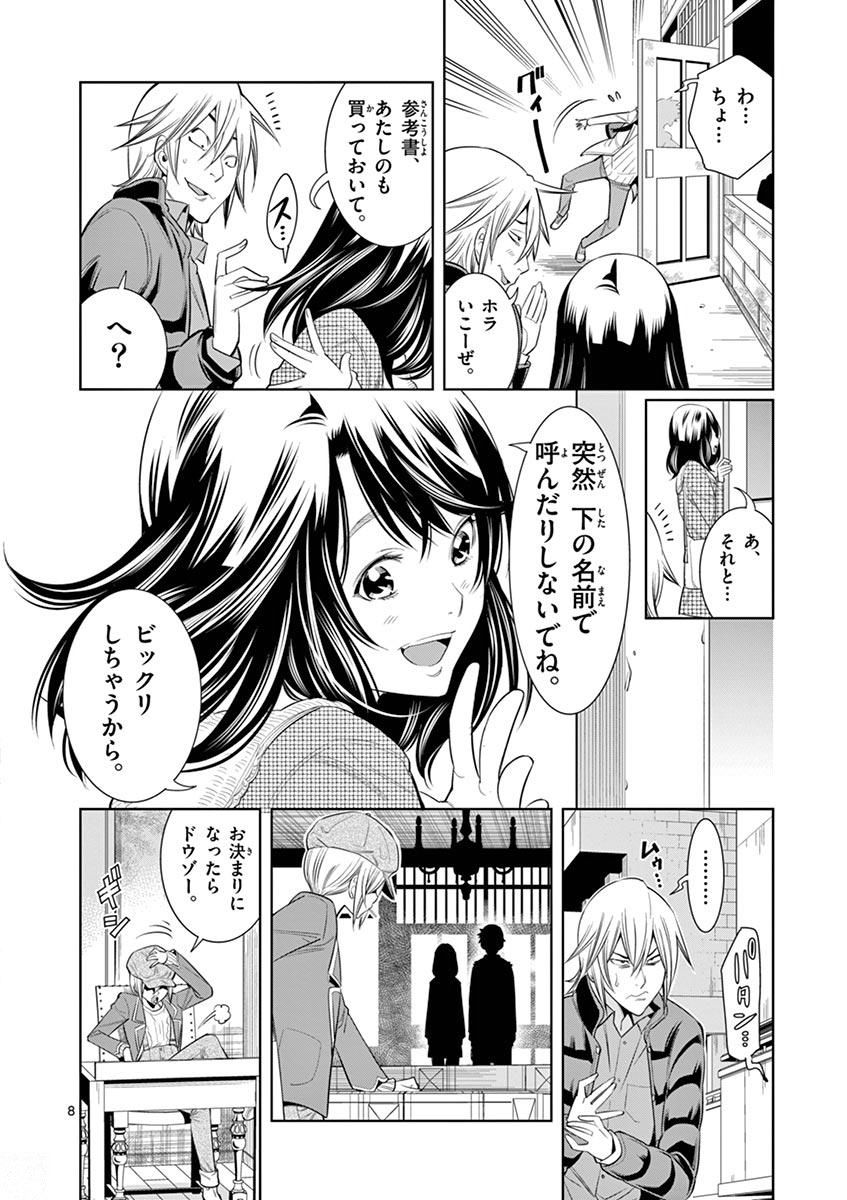 わ…
ちょ…
グイー
ホラ
いこーぜ。
参考書、
あたしのも
買っておいて。
ス…
へ?
あ、
それと…
突然 下の名前で
呼んだりしないでね。
ビックリ
しちゃうから。
………
ムゥ…
パタン…
お決まりに
なったら
ドウゾー。
ギシ
8